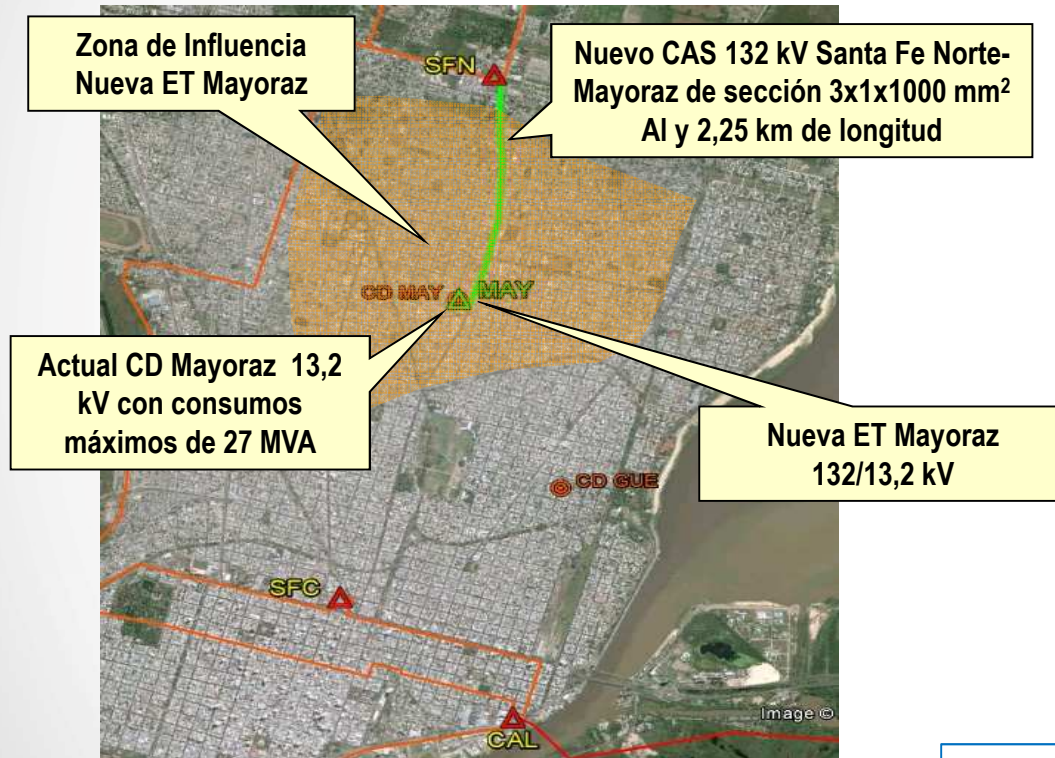 Zona de Influencia
Nueva ET Mayoraz
Nuevo CAS 132 kV Santa Fe Norte-
Mayoraz de sección 3x1x1000 mm²
Al y 2,25 km de longitud
SFN
CD MAY
MAY
Actual CD Mayoraz 13,2
kV con consumos
máximos de 27 MVA
Nueva ET Mayoraz
132/13,2 kV
CD GUE
SFC
CAL
Image ©